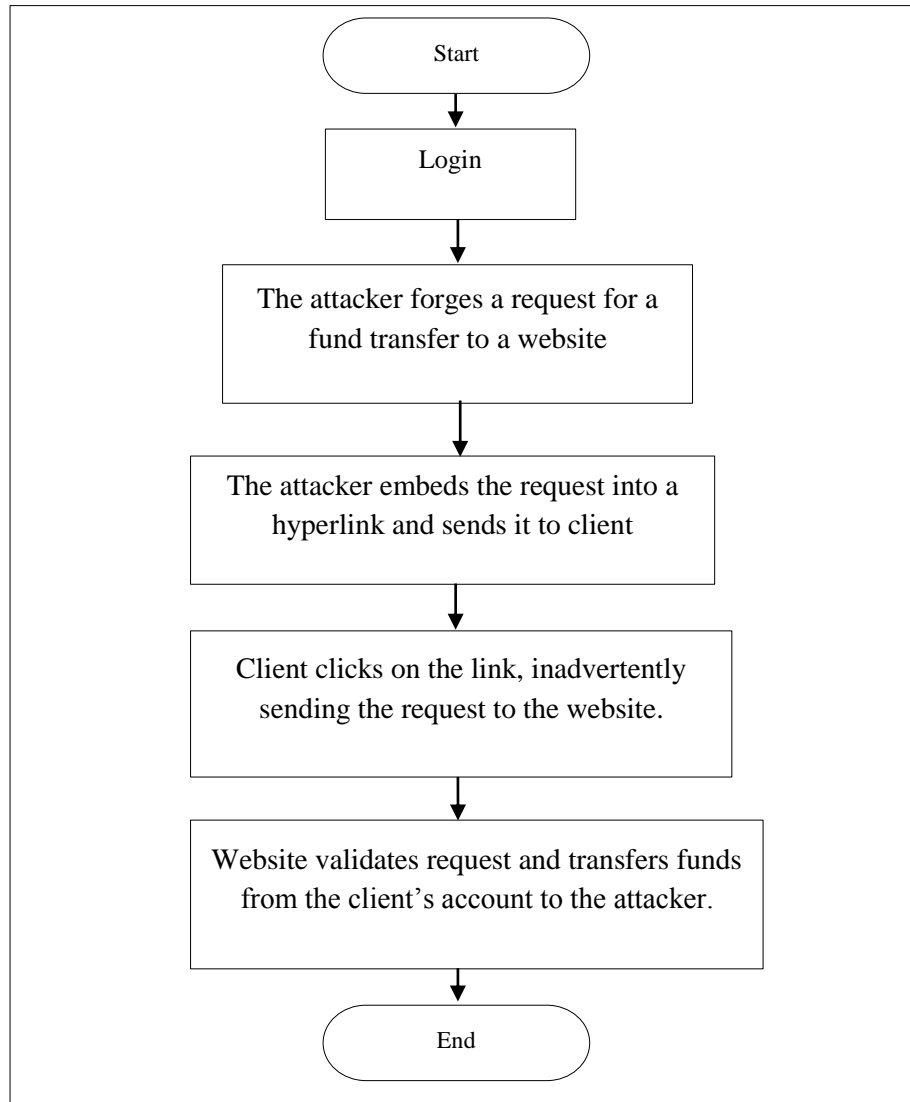 Start
Login
The attacker forges a request for a
fund transfer to a website
The attacker embeds the request into a
hyperlink and sends it to client
Client clicks on the link, inadvertently
sending the request to the website.
Website validates request and transfers funds
from the client’s account to the attacker.
End